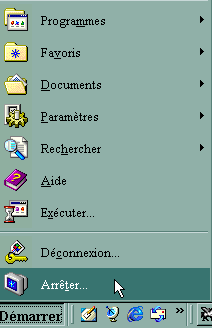 Programmes
Favoris
Documents
Paramètres
Rechercher
Aide
Exécuter...
Déconnexion...
Arrêter...
Démarrer
»